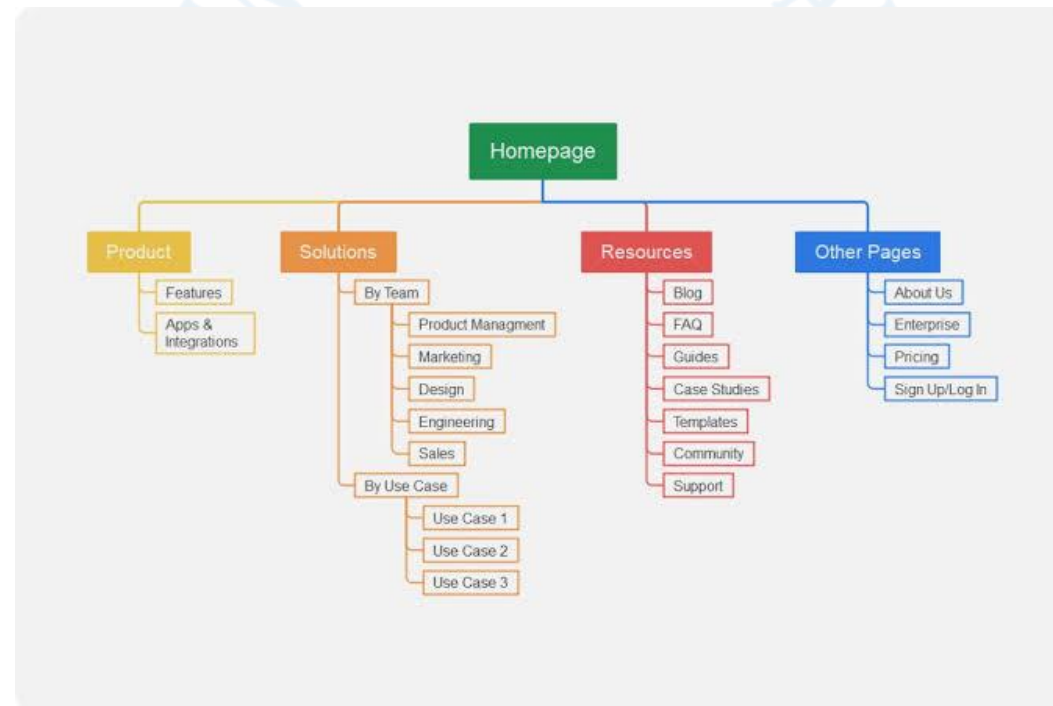 Homepage
Product
Features
Apps &
Integrations
Solutions
By Team
Product Managment
Marketing
Design
Engineering
Sales
By Use Case
Use Case 1
Use Case 2
Use Case 3
Resources
Blog
FAQ
Guides
Case Studies
Templates
Community
Support
Other Pages
About Us
Enterprise
Pricing
Sign Up/Log In